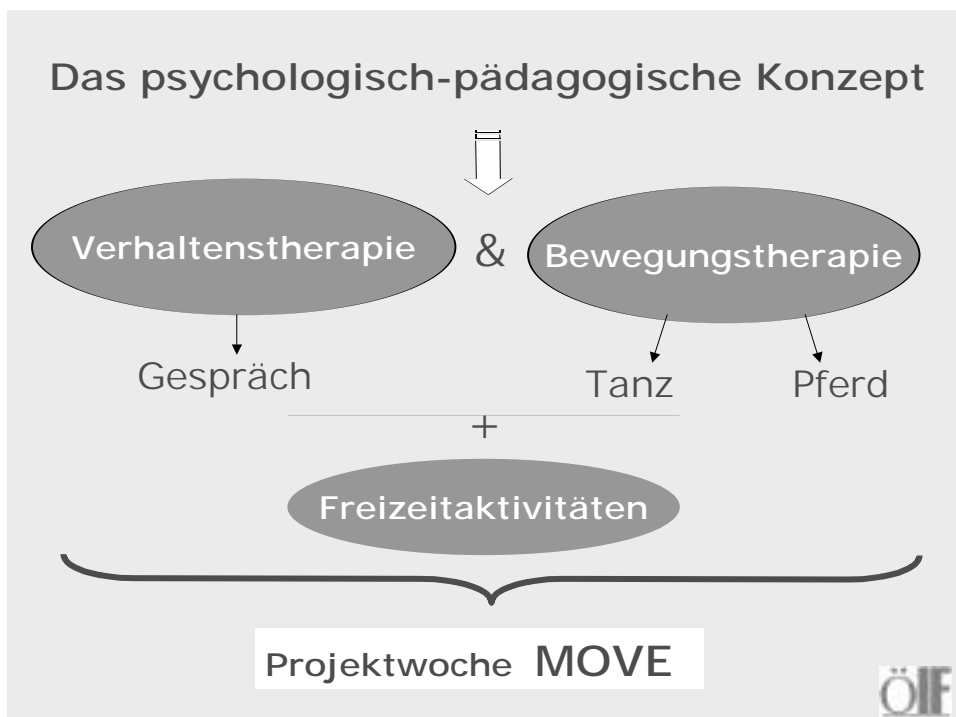 Das psychologisch-pädagogische Konzept
Verhaltenstherapie & Bewegungstherapie
Gespräch
Tanz Pferd
+
Freizeitaktivitäten
Projektwoche MOVE
ÖIF